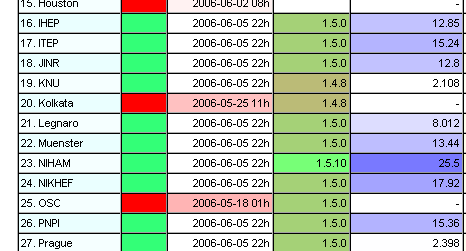 15. Houston 2006-06-02 08h -
16. IHEP 2006-06-05 22h 1.5.0 12.85
17. ITEP 2006-06-05 22h 1.5.0 15.24
18. JINR 2006-06-05 22h 1.5.0 12.8
19. KNU 2006-06-05 22h 1.4.8 2.108
20. Kolkata 2006-05-25 11h 1.4.8 -
21. Legnaro 2006-06-05 22h 1.5.0 8.012
22. Muenster 2006-06-05 22h 1.5.0 13.44
23. NIHAM 2006-06-05 22h 1.5.10 25.5
24. NIKHEF 2006-06-05 22h 1.5.0 17.92
25. OSC 2006-05-18 01h 1.5.0 -
26. PNPI 2006-06-05 22h 1.5.0 15.36
27. Prague 2006-06-05 22h 1.5.0 2.398